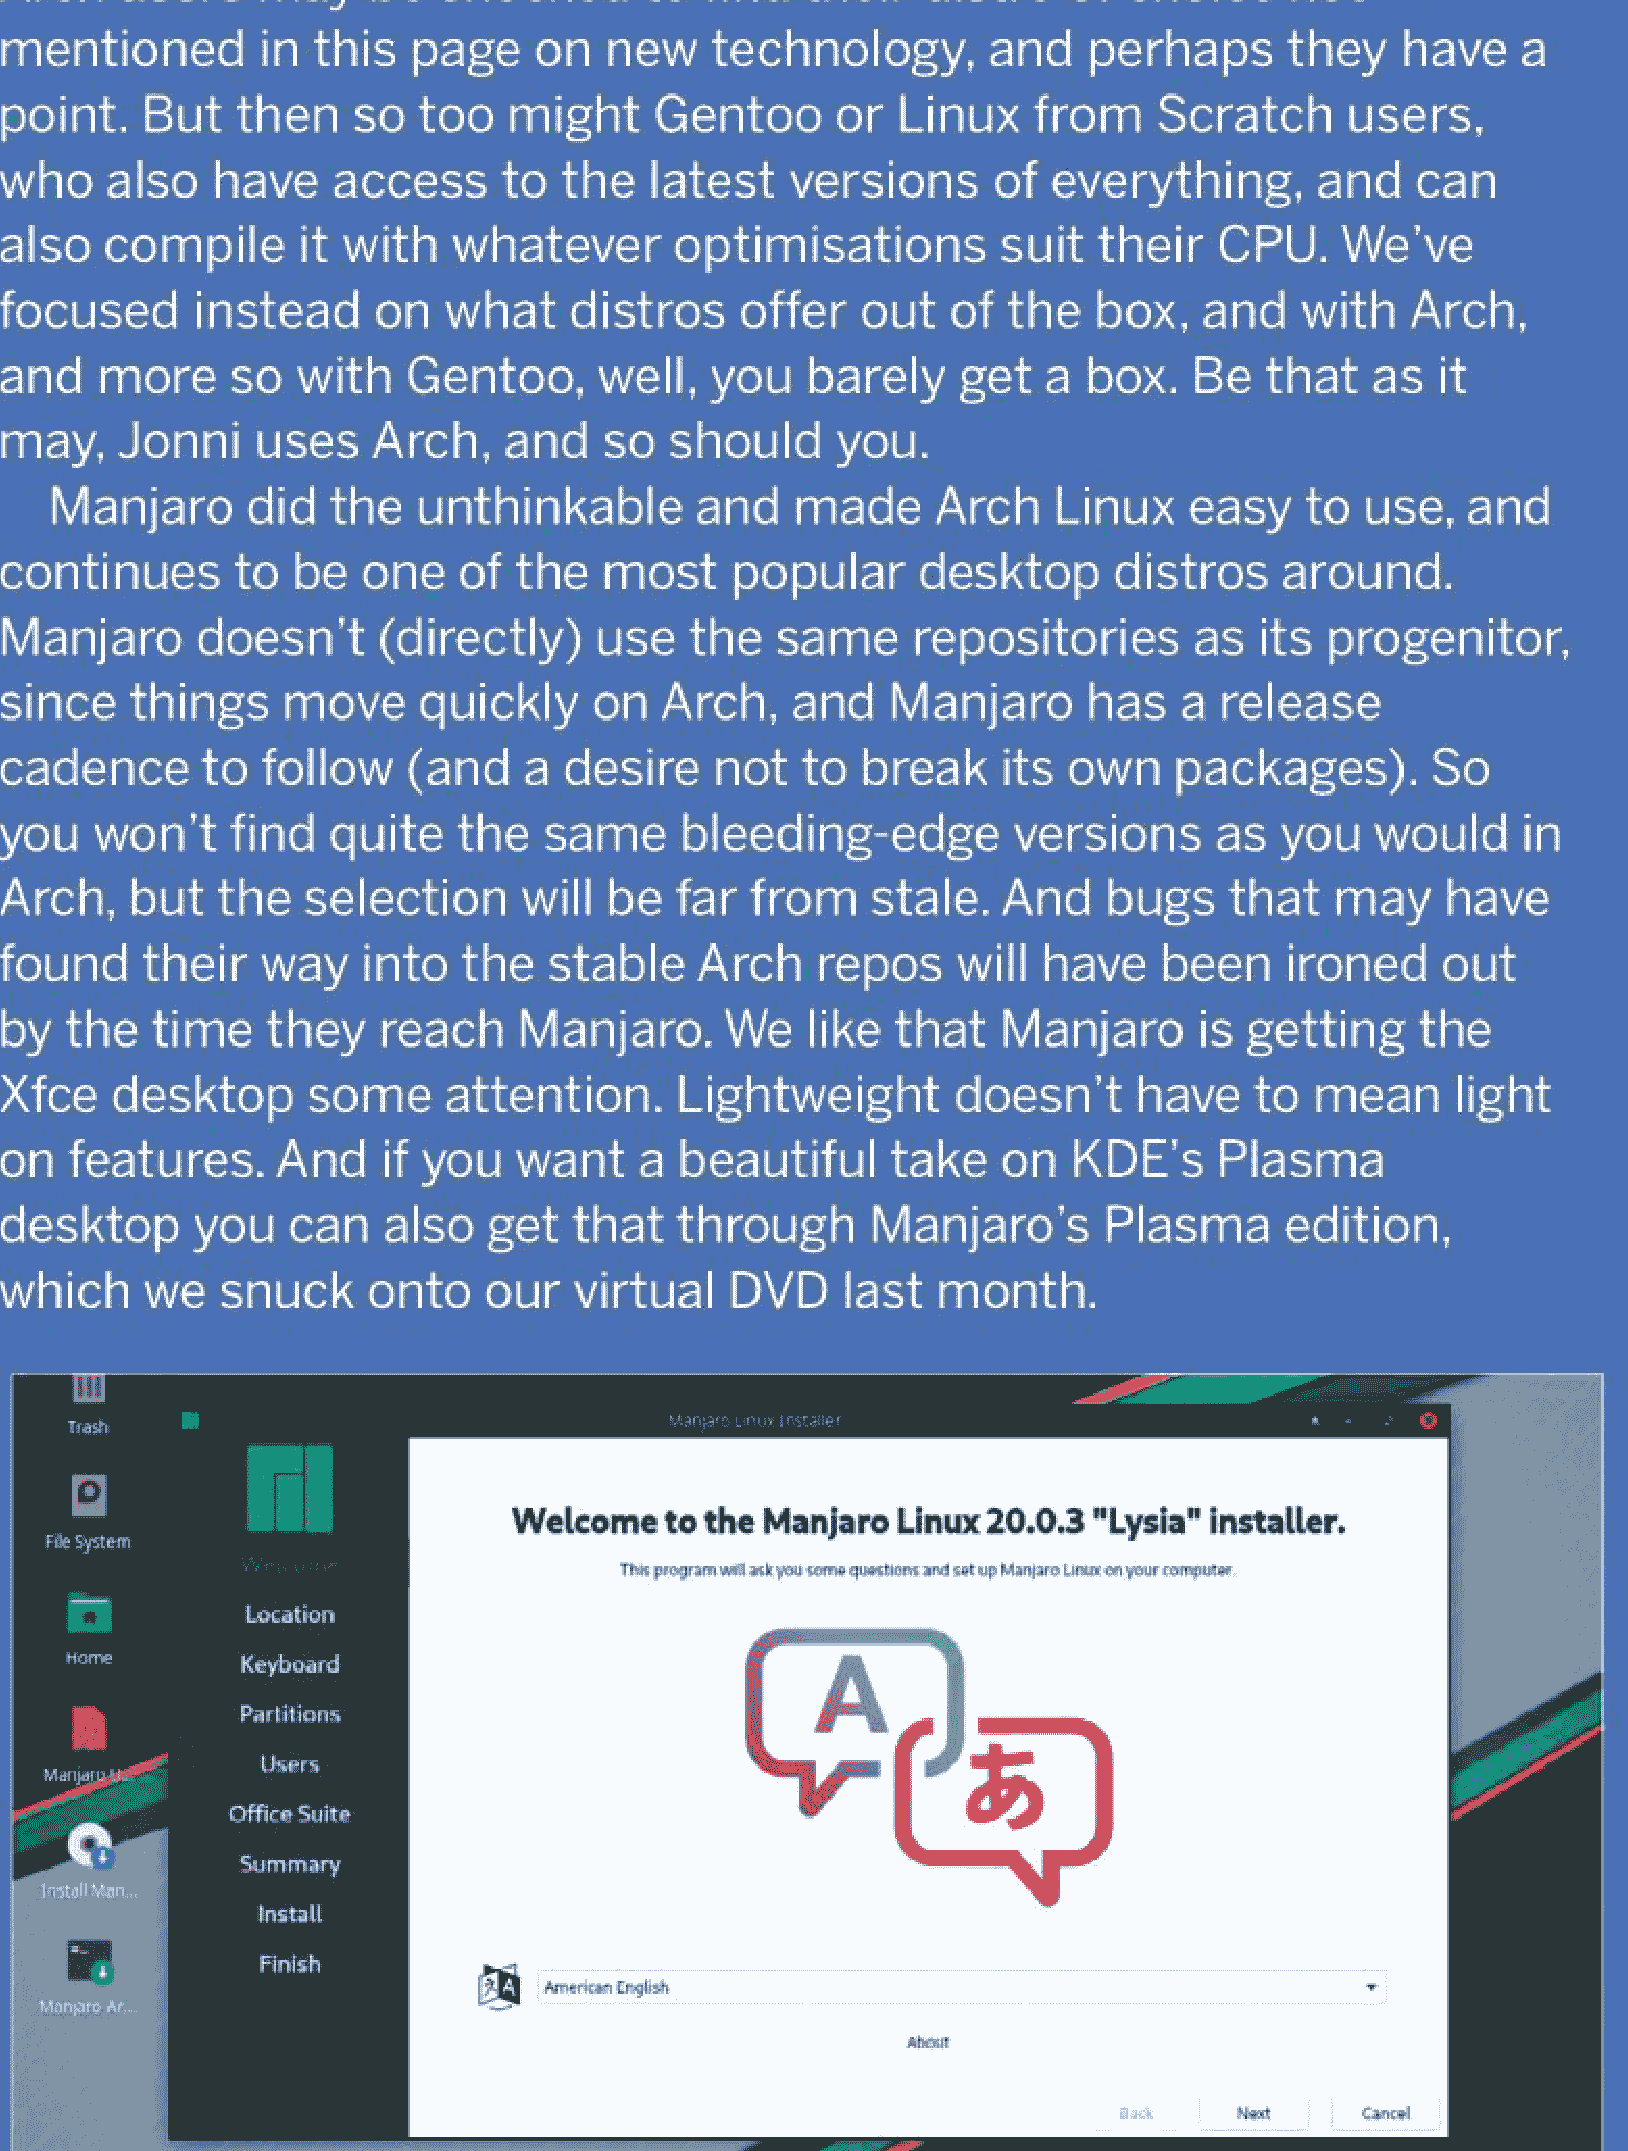 mentioned in this page on new technology, and perhaps they have a
point. But then so too might Gentoo or Linux from Scratch users,
who also have access to the latest versions of everything, and can
also compile it with whatever optimisations suit their CPU. We've
focused instead on what distros offer out of the box, and with Arch,
and more so with Gentoo, well, you barely get a box. Be that as it
may, Jonni uses Arch, and so should you.
Manjaro did the unthinkable and made Arch Linux easy to use, and
continues to be one of the most popular desktop distros around.
Manjaro doesn't (directly) use the same repositories as its progenitor,
since things move quickly on Arch, and Manjaro has a release
cadence to follow (and a desire not to break its own packages). So
you won't find quite the same bleeding-edge versions as you would in
Arch, but the selection will be far from stale. And bugs that may have
found their way into the stable Arch repos will have been ironed out
by the time they reach Manjaro. We like that Manjaro is getting the
Xfce desktop some attention. Lightweight doesn't have to mean light
on features. And if you want a beautiful take on KDE's Plasma
desktop you can also get that through Manjaro's Plasma edition,
which we snuck onto our virtual DVD last month.
Trash
File System
Home
Install Man...
Manjaro Ar...
Manjaro Linux Installer
Welcome
Location
Keyboard
Partitions
Users
Office Suite
Summary
Install
Finish
Welcome to the Manjaro Linux 20.0.3 "Lysia" installer.
This program will ask you some questions and set up Manjaro Linux on your computer.
A
あ
American English
About
Back
Next
Cancel